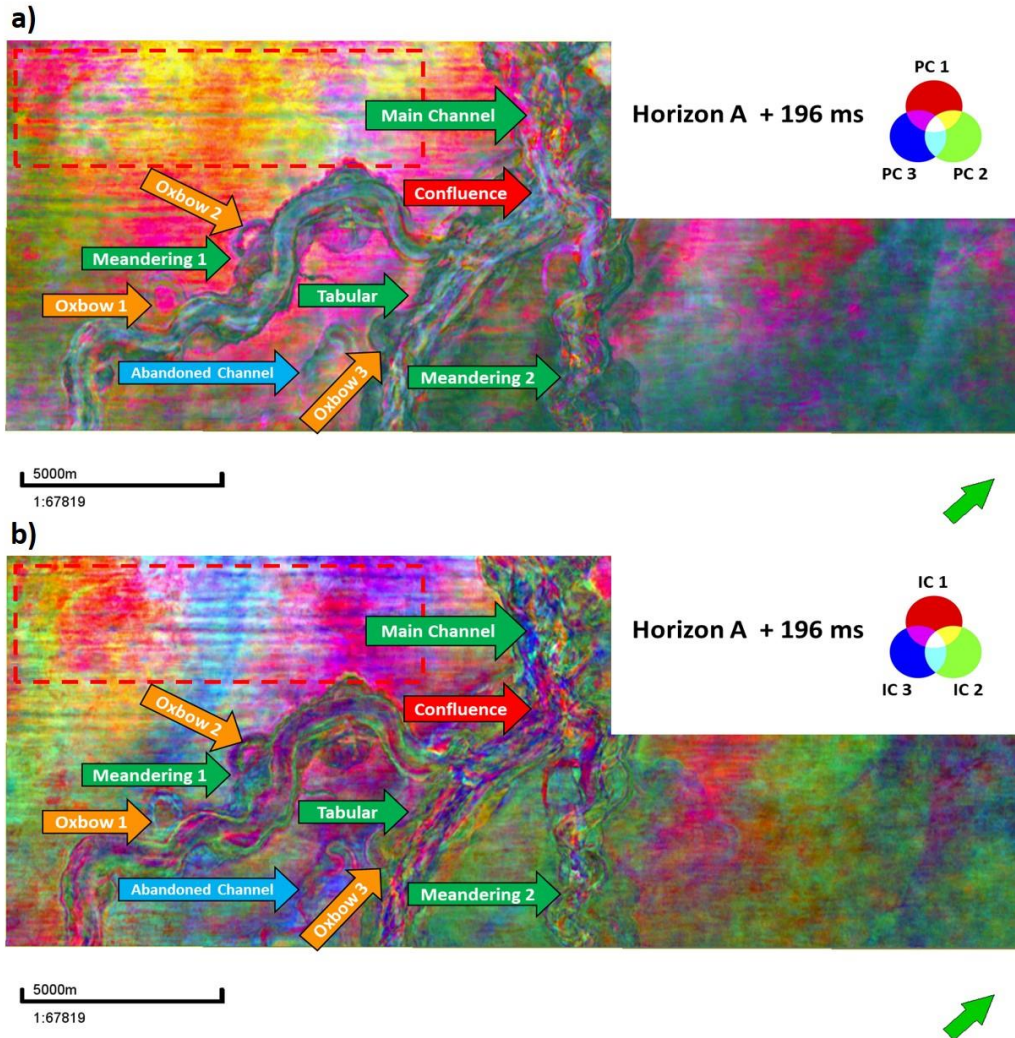 a)
PC 1
Main Channel
Horizon A + 196 ms
PC 3
PC 2
Oxbow 2
Confluence
Meandering 1
Oxbow 1
Tabular
Abandoned Channel
Oxbow 3
Meandering 2
5000m
1:67819
b)
IC 1
Main Channel
Horizon A + 196 ms
IC 3
IC 2
Oxbow 2
Confluence
Meandering 1
Oxbow 1
Tabular
Abandoned Channel
Oxbow 3
Meandering 2
5000m
1:67819